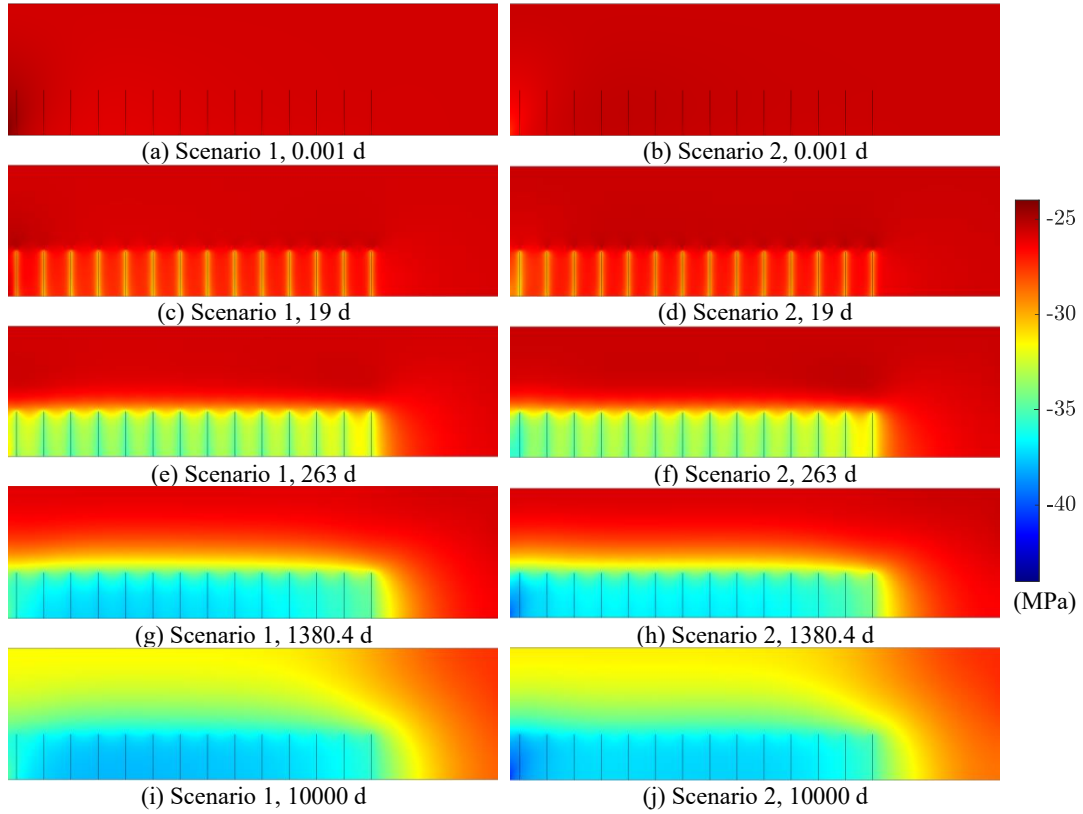 (a) Scenario 1, 0.001 d
(b) Scenario 2, 0.001 d
(c) Scenario 1, 19 d
(d) Scenario 2, 19 d
(e) Scenario 1, 263 d
(f) Scenario 2, 263 d
(g) Scenario 1, 1380.4 d
(h) Scenario 2, 1380.4 d
(i) Scenario 1, 10000 d
(j) Scenario 2, 10000 d
-25
-30
-35
-40
(MPa)